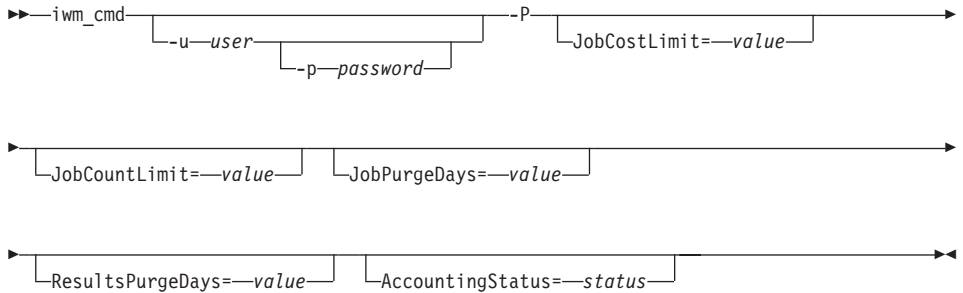 iwm_cmd -P
-u user JobCostLimit= value
-p password
JobCountLimit= value JobPurgeDays= value
ResultsPurgeDays= value AccountingStatus= status